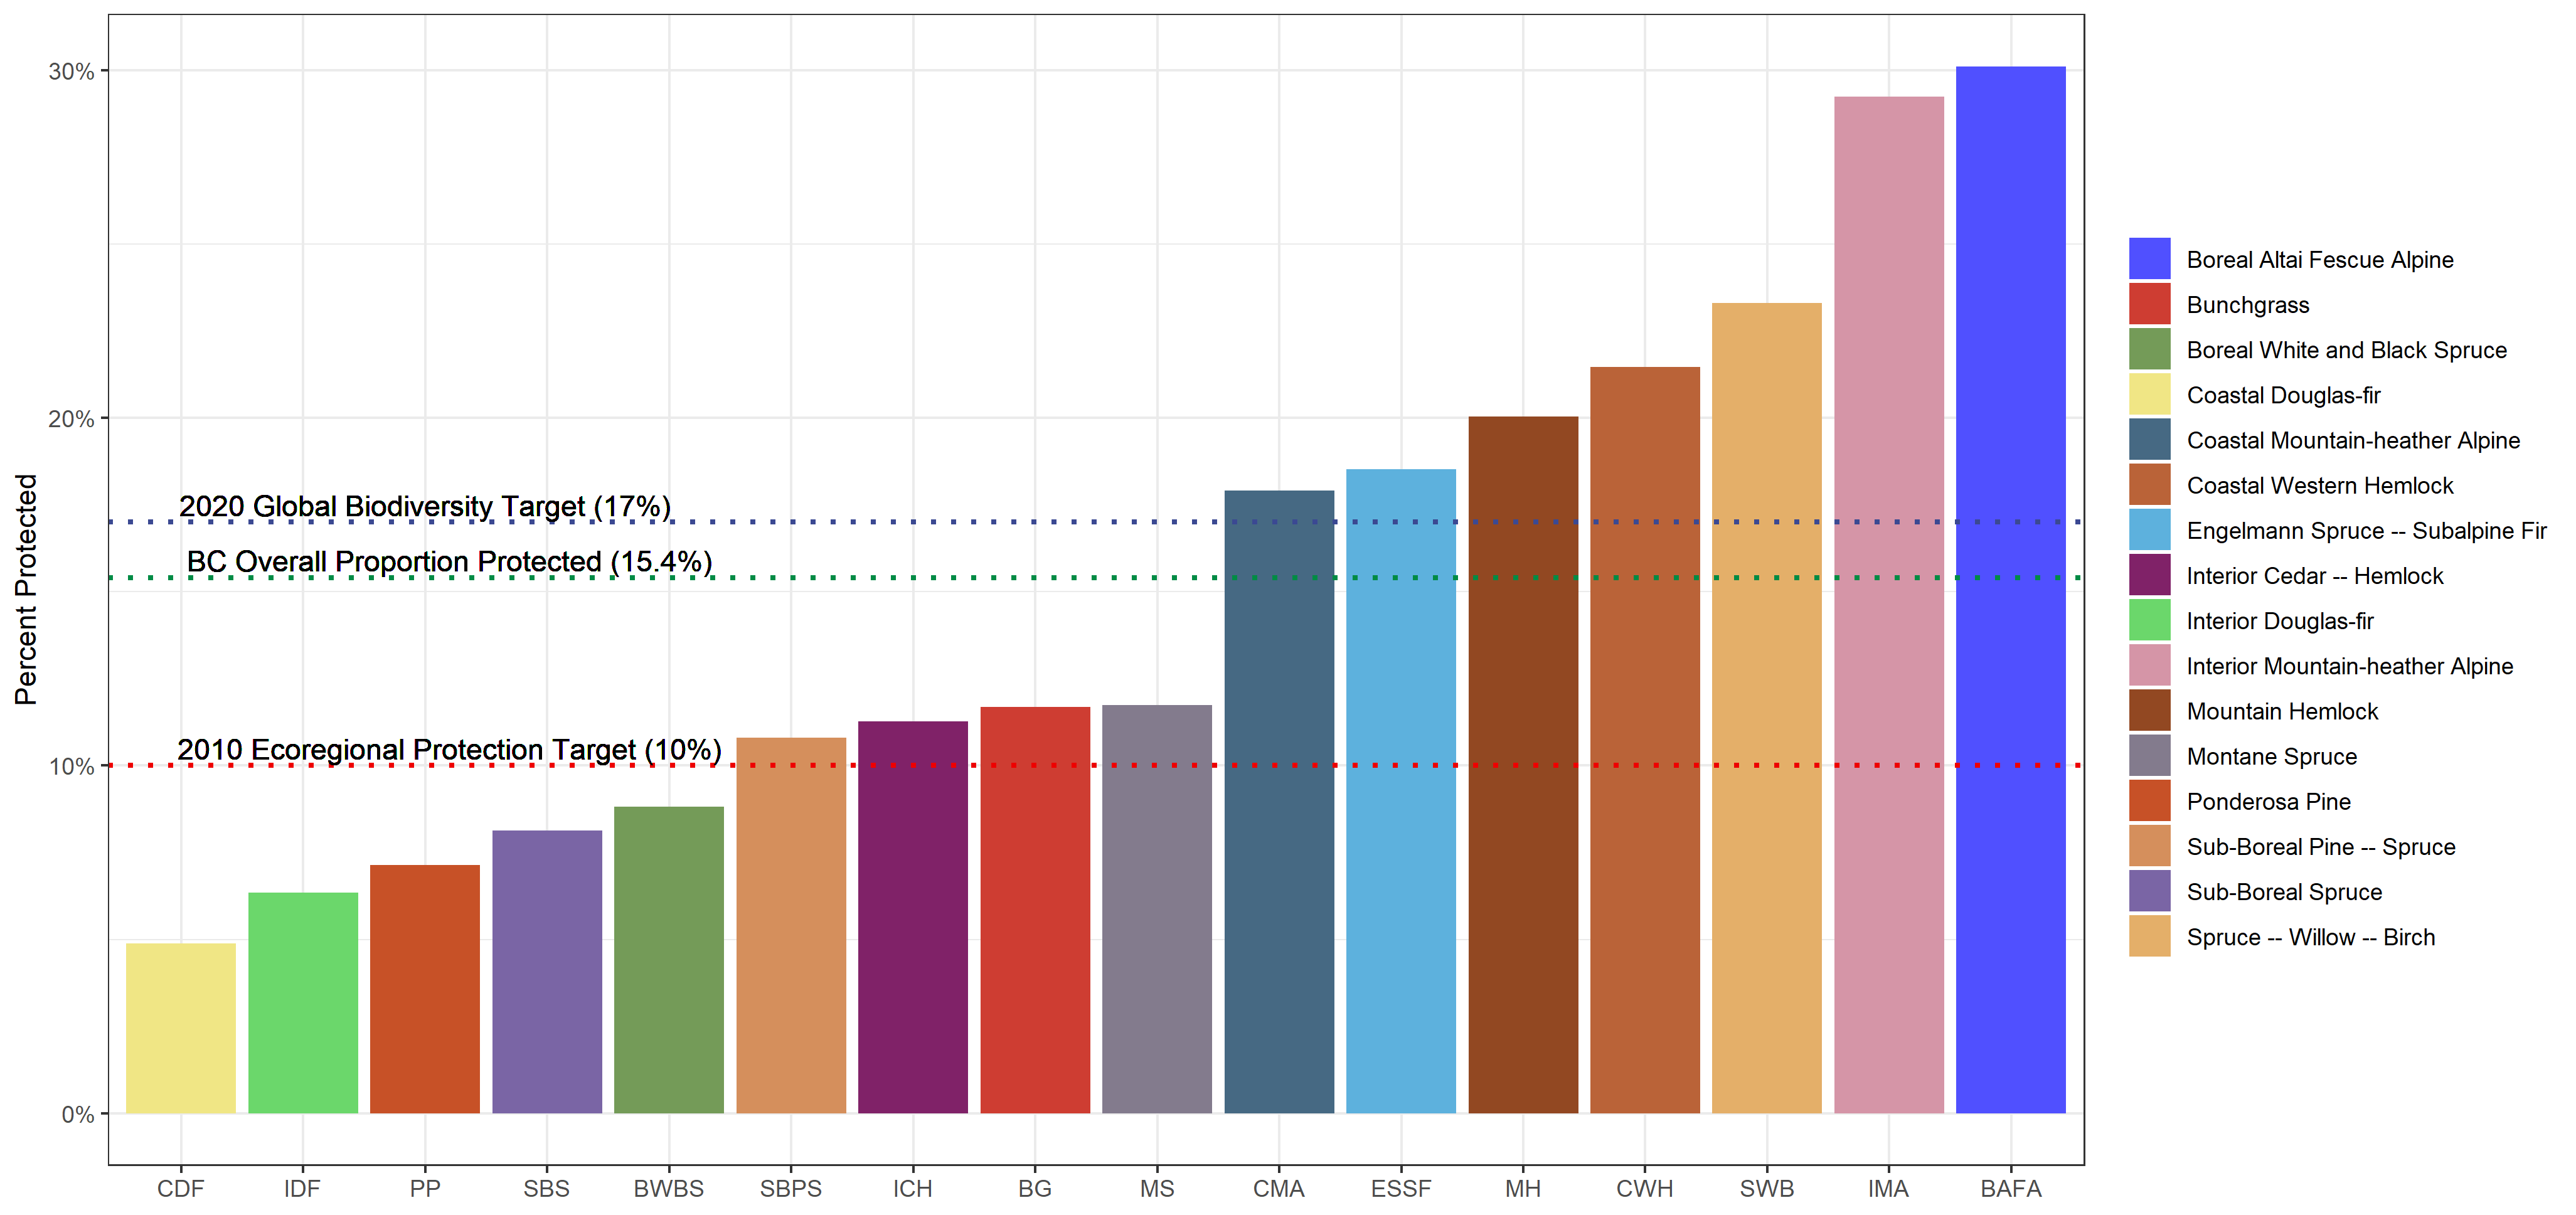 30%
20%
10%
0%
Percent Protected
2020 Global Biodiversity Target (17%)
BC Overall Proportion Protected (15.4%)
2010 Ecoregional Protection Target (10%)
CDF IDF PP SBS BWBS SBPS ICH BG MS CMA ESSF MH CWH SWB IMA BAFA
Boreal Altai Fescue Alpine
Bunchgrass
Boreal White and Black Spruce
Coastal Douglas-fir
Coastal Mountain-heather Alpine
Coastal Western Hemlock
Engelmann Spruce -- Subalpine Fir
Interior Cedar -- Hemlock
Interior Douglas-fir
Interior Mountain-heather Alpine
Mountain Hemlock
Montane Spruce
Ponderosa Pine
Sub-Boreal Pine -- Spruce
Sub-Boreal Spruce
Spruce -- Willow -- Birch